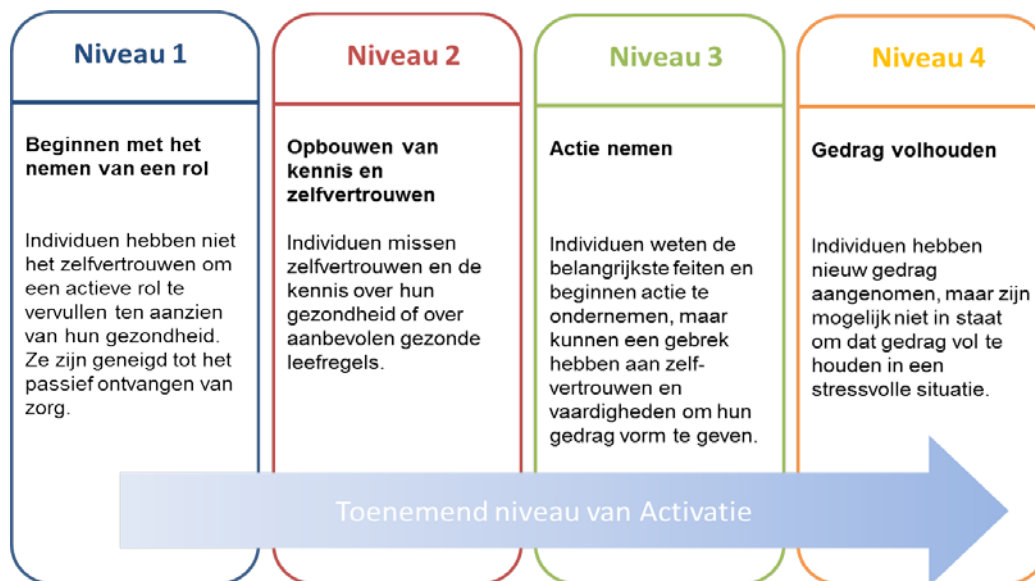 Niveau 1
Beginnen met het
nemen van een rol
Individuen hebben niet
het zelfvertrouwen om
een actieve rol te
vervullen ten aanzien
van hun gezondheid.
Ze zijn geneigd tot het
passief ontvangen van
zorg.
Niveau 2
Opbouwen van
kennis en
zelfvertrouwen
Individuen missen
zelfvertrouwen en de
kennis over hun
gezondheid of over
aanbevolen gezonde
leefregels.
Niveau 3
Actie nemen
Individuen weten de
belangrijkste feiten en
beginnen actie te
ondernemen, maar
kunnen een gebrek
hebben aan zelf-
vertrouwen en
vaardigheden om hun
gedrag vorm te geven.
Niveau 4
Gedrag volhouden
Individuen hebben
nieuw gedrag
aangenomen, maar zijn
mogelijk niet in staat
om dat gedrag vol te
houden in een
stressvolle situatie.
Toenemend niveau van Activatie